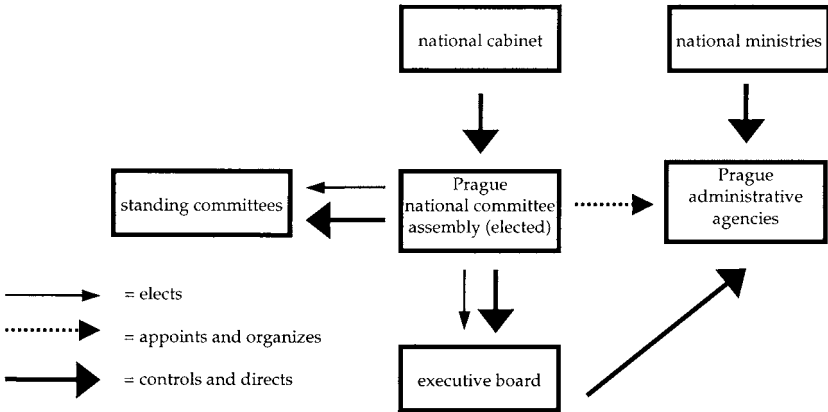 national cabinet
national ministries
standing committees
Prague
national committee
assembly (elected)
Prague
administrative
agencies
= elects
= appoints and organizes
= controls and directs
executive board